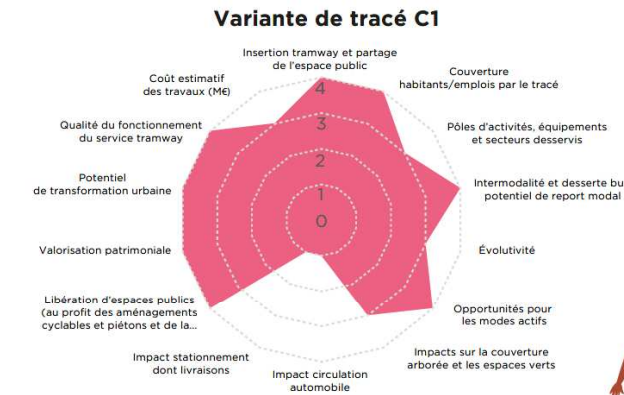 Variante de tracé C1
Insertion tramway et partage
de l'espace public
Couverture
habitants/emplois par le tracé
Pôles d'activités, équipements
et secteurs desservis
Intermodalité et desserte bu
potentiel de report modal
Évolutivité
Opportunités pour
les modes actifs
Impacts sur la couverture
arborée et les espaces verts
Impact circulation
automobile
Impact stationnement
dont livraisons
Libération d'espaces publics
(au profit des aménagements
cyclables et piétons et de la...
Valorisation patrimoniale
Potentiel
de transformation urbaine
Qualité du fonctionnement
du service tramway
Coût estimatif
des travaux (M€)
4
3
2
1
0